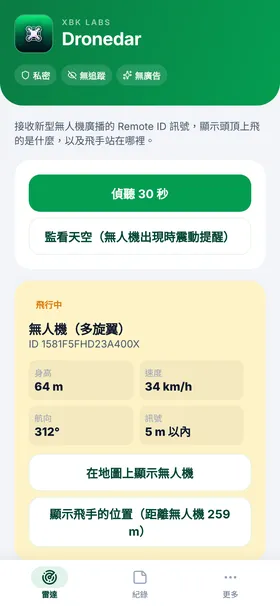 XBK LABS
Dronedar
私密
無追蹤
無廣告
接收新型無人機廣播的 Remote ID 訊號，顯示頭頂上飛
的是什麼，以及飛手站在哪裡。
偵聽 30 秒
監看天空（無人機出現時震動提醒）
飛行中
無人機（多旋翼）
ID 1581F5FHD23A400X
身高
速度
64 m
34 km/h
航向
訊號
312°
5 m 以內
在地圖上顯示無人機
顯示飛手的位置（距離無人機 259
m）
雷達
紀錄
更多